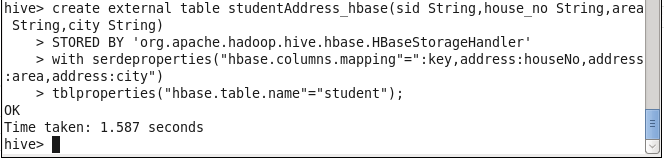 hive> create external table studentAddress_hbase(sid String,house_no String,area
 String,city String)
    > STORED BY 'org.apache.hadoop.hive.hbase.HBaseStorageHandler'
    > with serdeproperties("hbase.columns.mapping"=":key,address:houseNo,address
:area,address:city")
    > tblproperties("hbase.table.name"="student");
OK
Time taken: 1.587 seconds
hive>